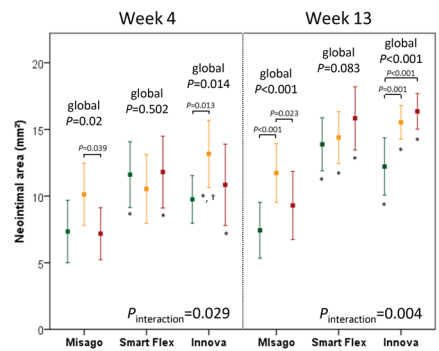 Week 4
Week 13
Neointimal area (mm²)
20
15
10
5
0
global
P=0.02
P=0.039
global
P=0.502
global
P=0.014
P=0.013
global
P<0.001
P<0.001
P=0.023
global
P=0.083
global
P<0.001
P<0.001
P=0.001
*
*
*, †
*
*
*
*
*
*
*
Pinteraction=0.029
Pinteraction=0.004
Misago
Smart Flex
Innova
MIsago
Smart Flex
Innova